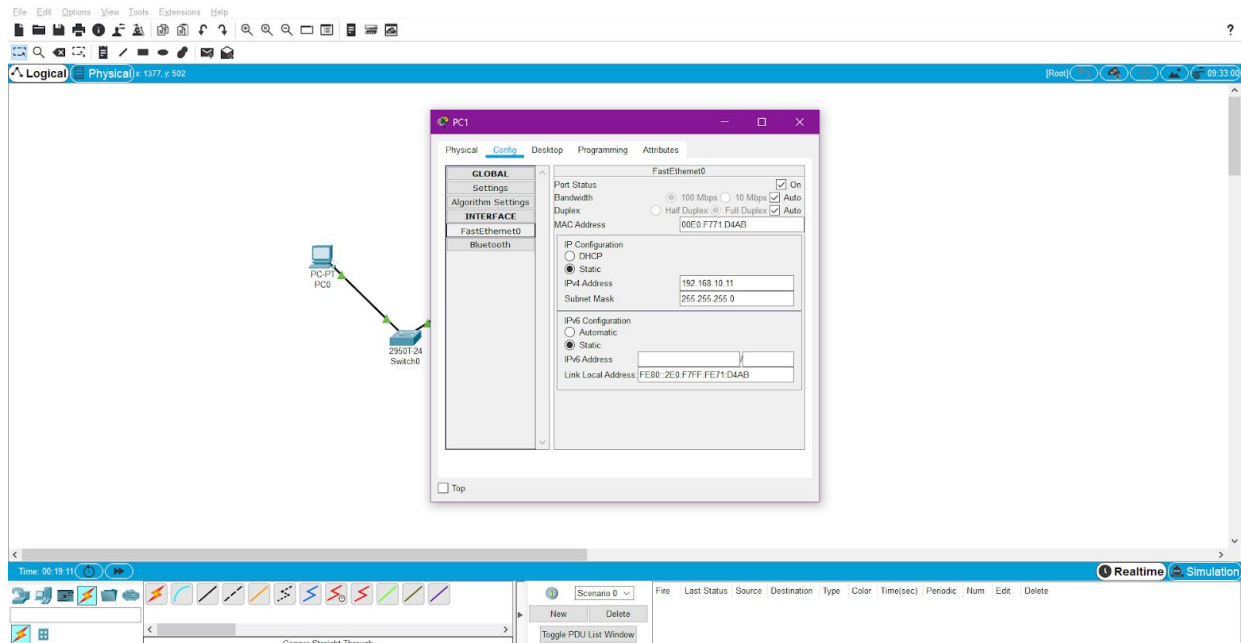 File Edit Options View Tools Extensions Help
?
Logical Physical x: 1377, y: 502 [Root] 09:33:00
PC1
Physical Config Desktop Programming Attributes
GLOBAL
Settings
Algorithm Settings
INTERFACE
FastEthernet0
Bluetooth
FastEthernet0
Port Status On
Bandwidth 100 Mbps 10 Mbps Auto
Duplex Half Duplex Full Duplex Auto
MAC Address 00E0.F771.D4AB
IP Configuration
DHCP
Static
IPv4 Address 192.168.10.11
Subnet Mask 255.255.255.0
IPv6 Configuration
Automatic
Static
IPv6 Address /
Link Local Address: FE80::2E0:F7FF:FE71:D4AB
Top
PC-PT
PC0
2950T-24
Switch0
Time: 00:19:11 Realtime Simulation
Scenario 0
New Delete
Toggle PDU List Window
Fire Last Status Source Destination Type Color Time(sec) Periodic Num Edit Delete
Copper Straight-Through